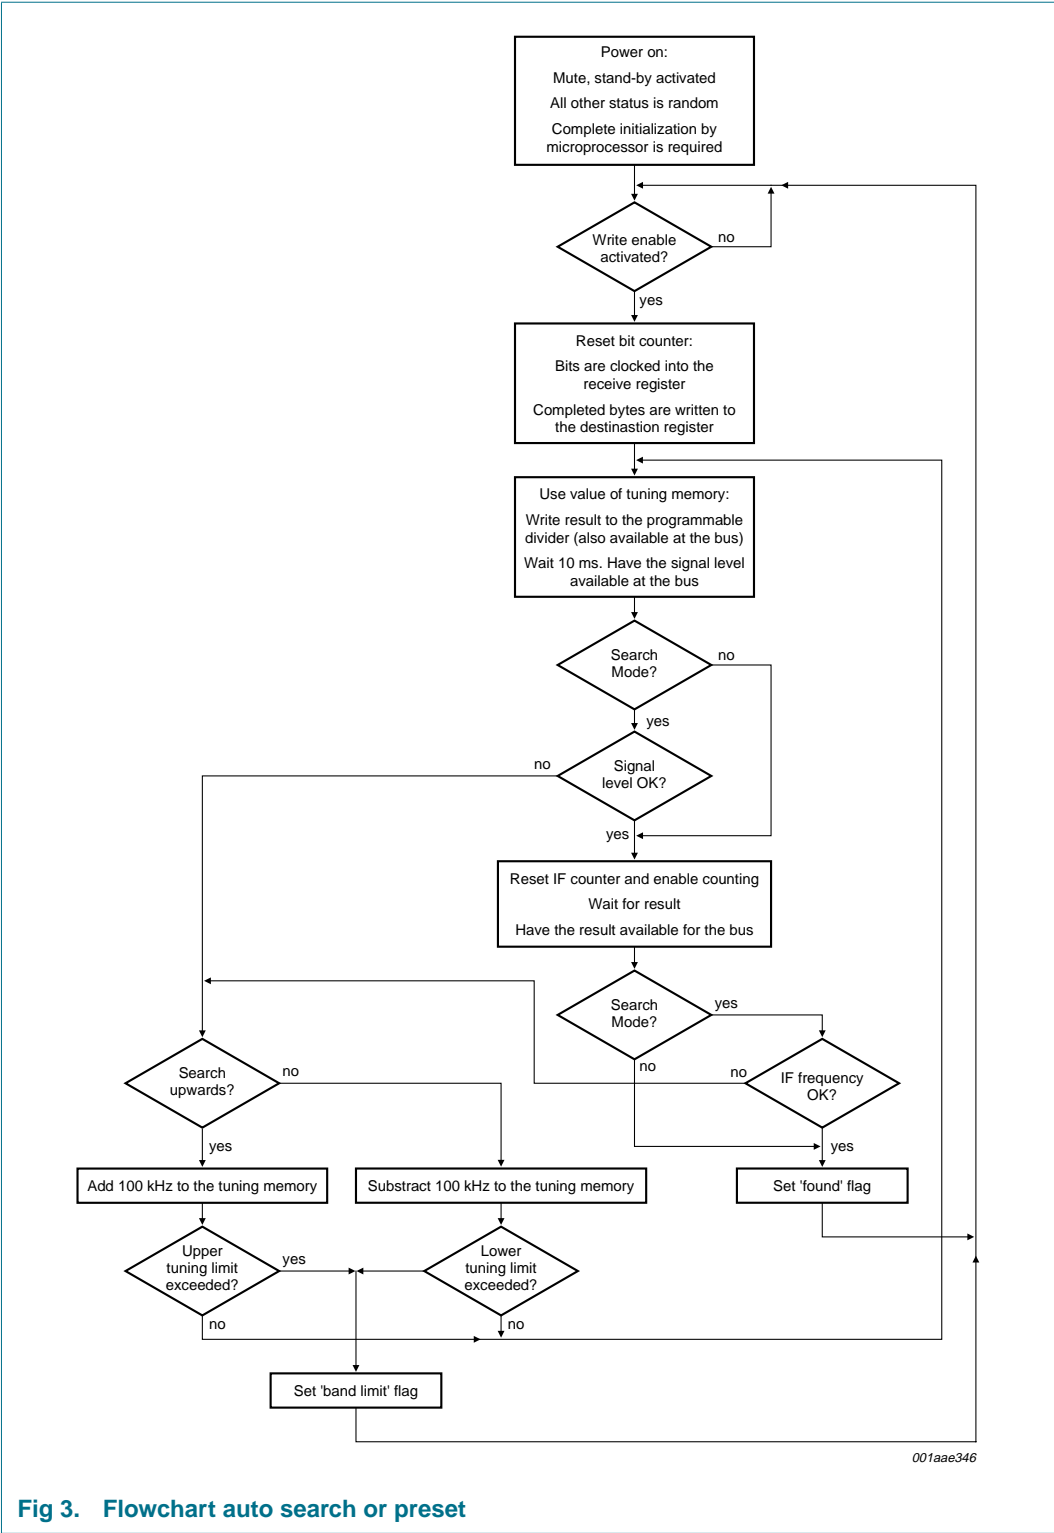 Power on:
Mute, stand-by activated
All other status is random
Complete initialization by
microprocessor is required
Write enable
activated?
no
yes
Reset bit counter:
Bits are clocked into the
receive register
Completed bytes are written to
the destinastion register
Use value of tuning memory:
Write result to the programmable
divider (also available at the bus)
Wait 10 ms. Have the signal level
available at the bus
Search
Mode?
no
yes
Signal
level OK?
no
yes
Reset IF counter and enable counting
Wait for result
Have the result available for the bus
Search
Mode?
yes
no
IF frequency
OK?
no
yes
Search
upwards?
no
yes
Add 100 kHz to the tuning memory
Substract 100 kHz to the tuning memory
Set 'found' flag
Upper
tuning limit
exceeded?
yes
no
Lower
tuning limit
exceeded?
no
Set 'band limit' flag
001aae346
Fig 3. Flowchart auto search or preset